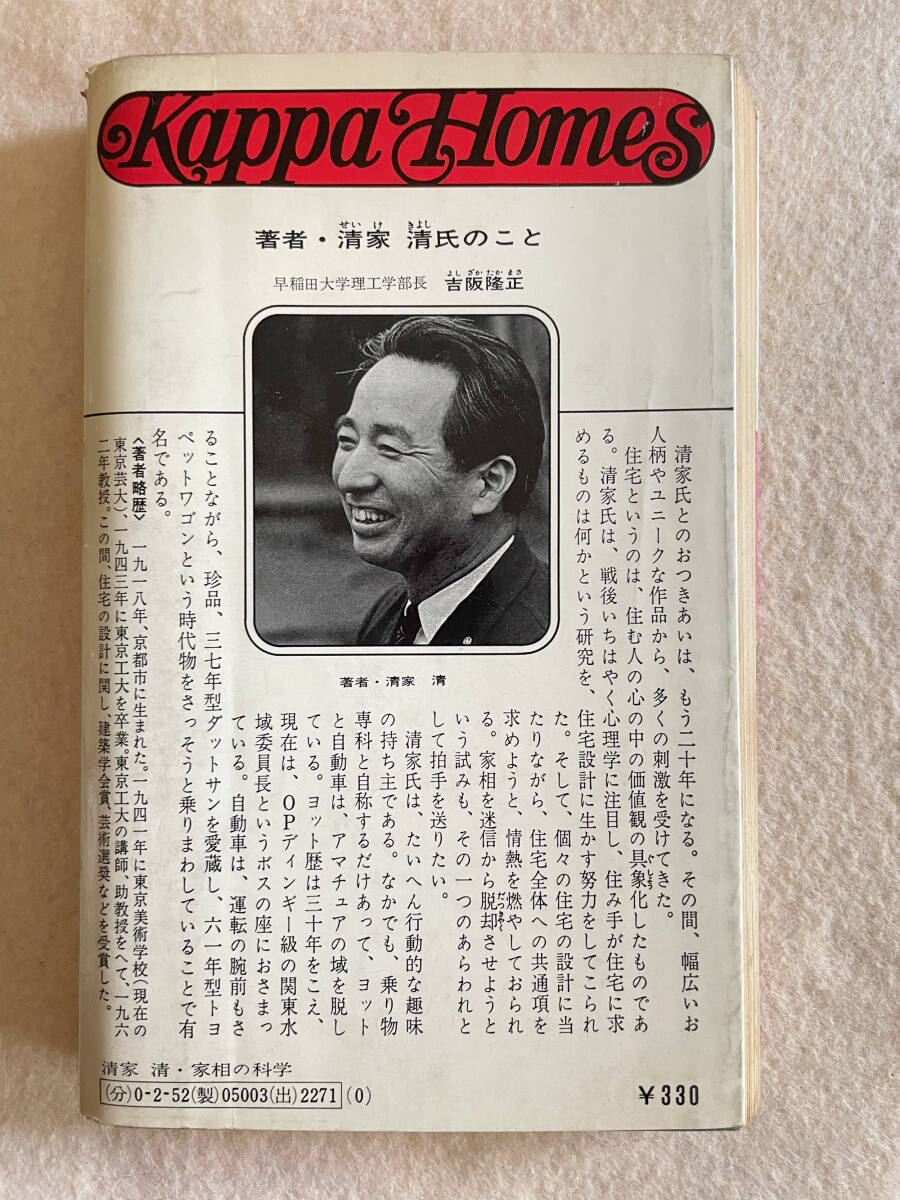 Kappa Homes
せいけ きよし
著者・清家 清氏のこと
よしざかたかまさ
早稲田大学理工学部長 吉阪隆正
著者・清家 清
清家氏とのおつきあいは、もう二十年になる。その間、幅広いお
人柄やユニークな作品から、多くの刺激を受けてきた。
ぐしょう
住宅というのは、住む人の心の中の価値観の具象化したものであ
る。清家氏は、戦後いちはやく心理学に注目し、住み手が住宅に求
めるものは何かという研究を、住宅設計に生かす努力をしてこられ
た。そして、個々の住宅の設計に当
たりながら、住宅全体への共通項を
求めようと、情熱を燃やしておられ
だっきゃく
る。家相を迷信から脱却させようと
いう試みも、その一つのあらわれと
して拍手を送りたい。
清家氏は、たいへん行動的な趣味
の持ち主である。なかでも、乗り物
専科と自称するだけあって、ヨット
と自動車は、アマチュアの域を脱し
ている。ヨット歴は三十年をこえ、
現在は、OPディンギー級の関東水
域委員長というボスの座におさまっ
ている。自動車は、運転の腕前もさ
ることながら、珍品、三七年型ダットサンを愛蔵し、六一年型トヨ
ペットワゴンという時代物をさっそうと乗りまわしていることで有
名である。
〈著者略歴〉 一九一八年、京都市に生まれた。一九四一年に東京美術学校(現在の
東京芸大)、一九四三年に東京工大を卒業。東京工大の講師、助教授をへて、一九六
二年教授。この間、住宅の設計に関し、建築学会賞、芸術選奨などを受賞した。
清家 清・家相の科学
(分)0-2-52(製)05003(出)2271(0)
￥330